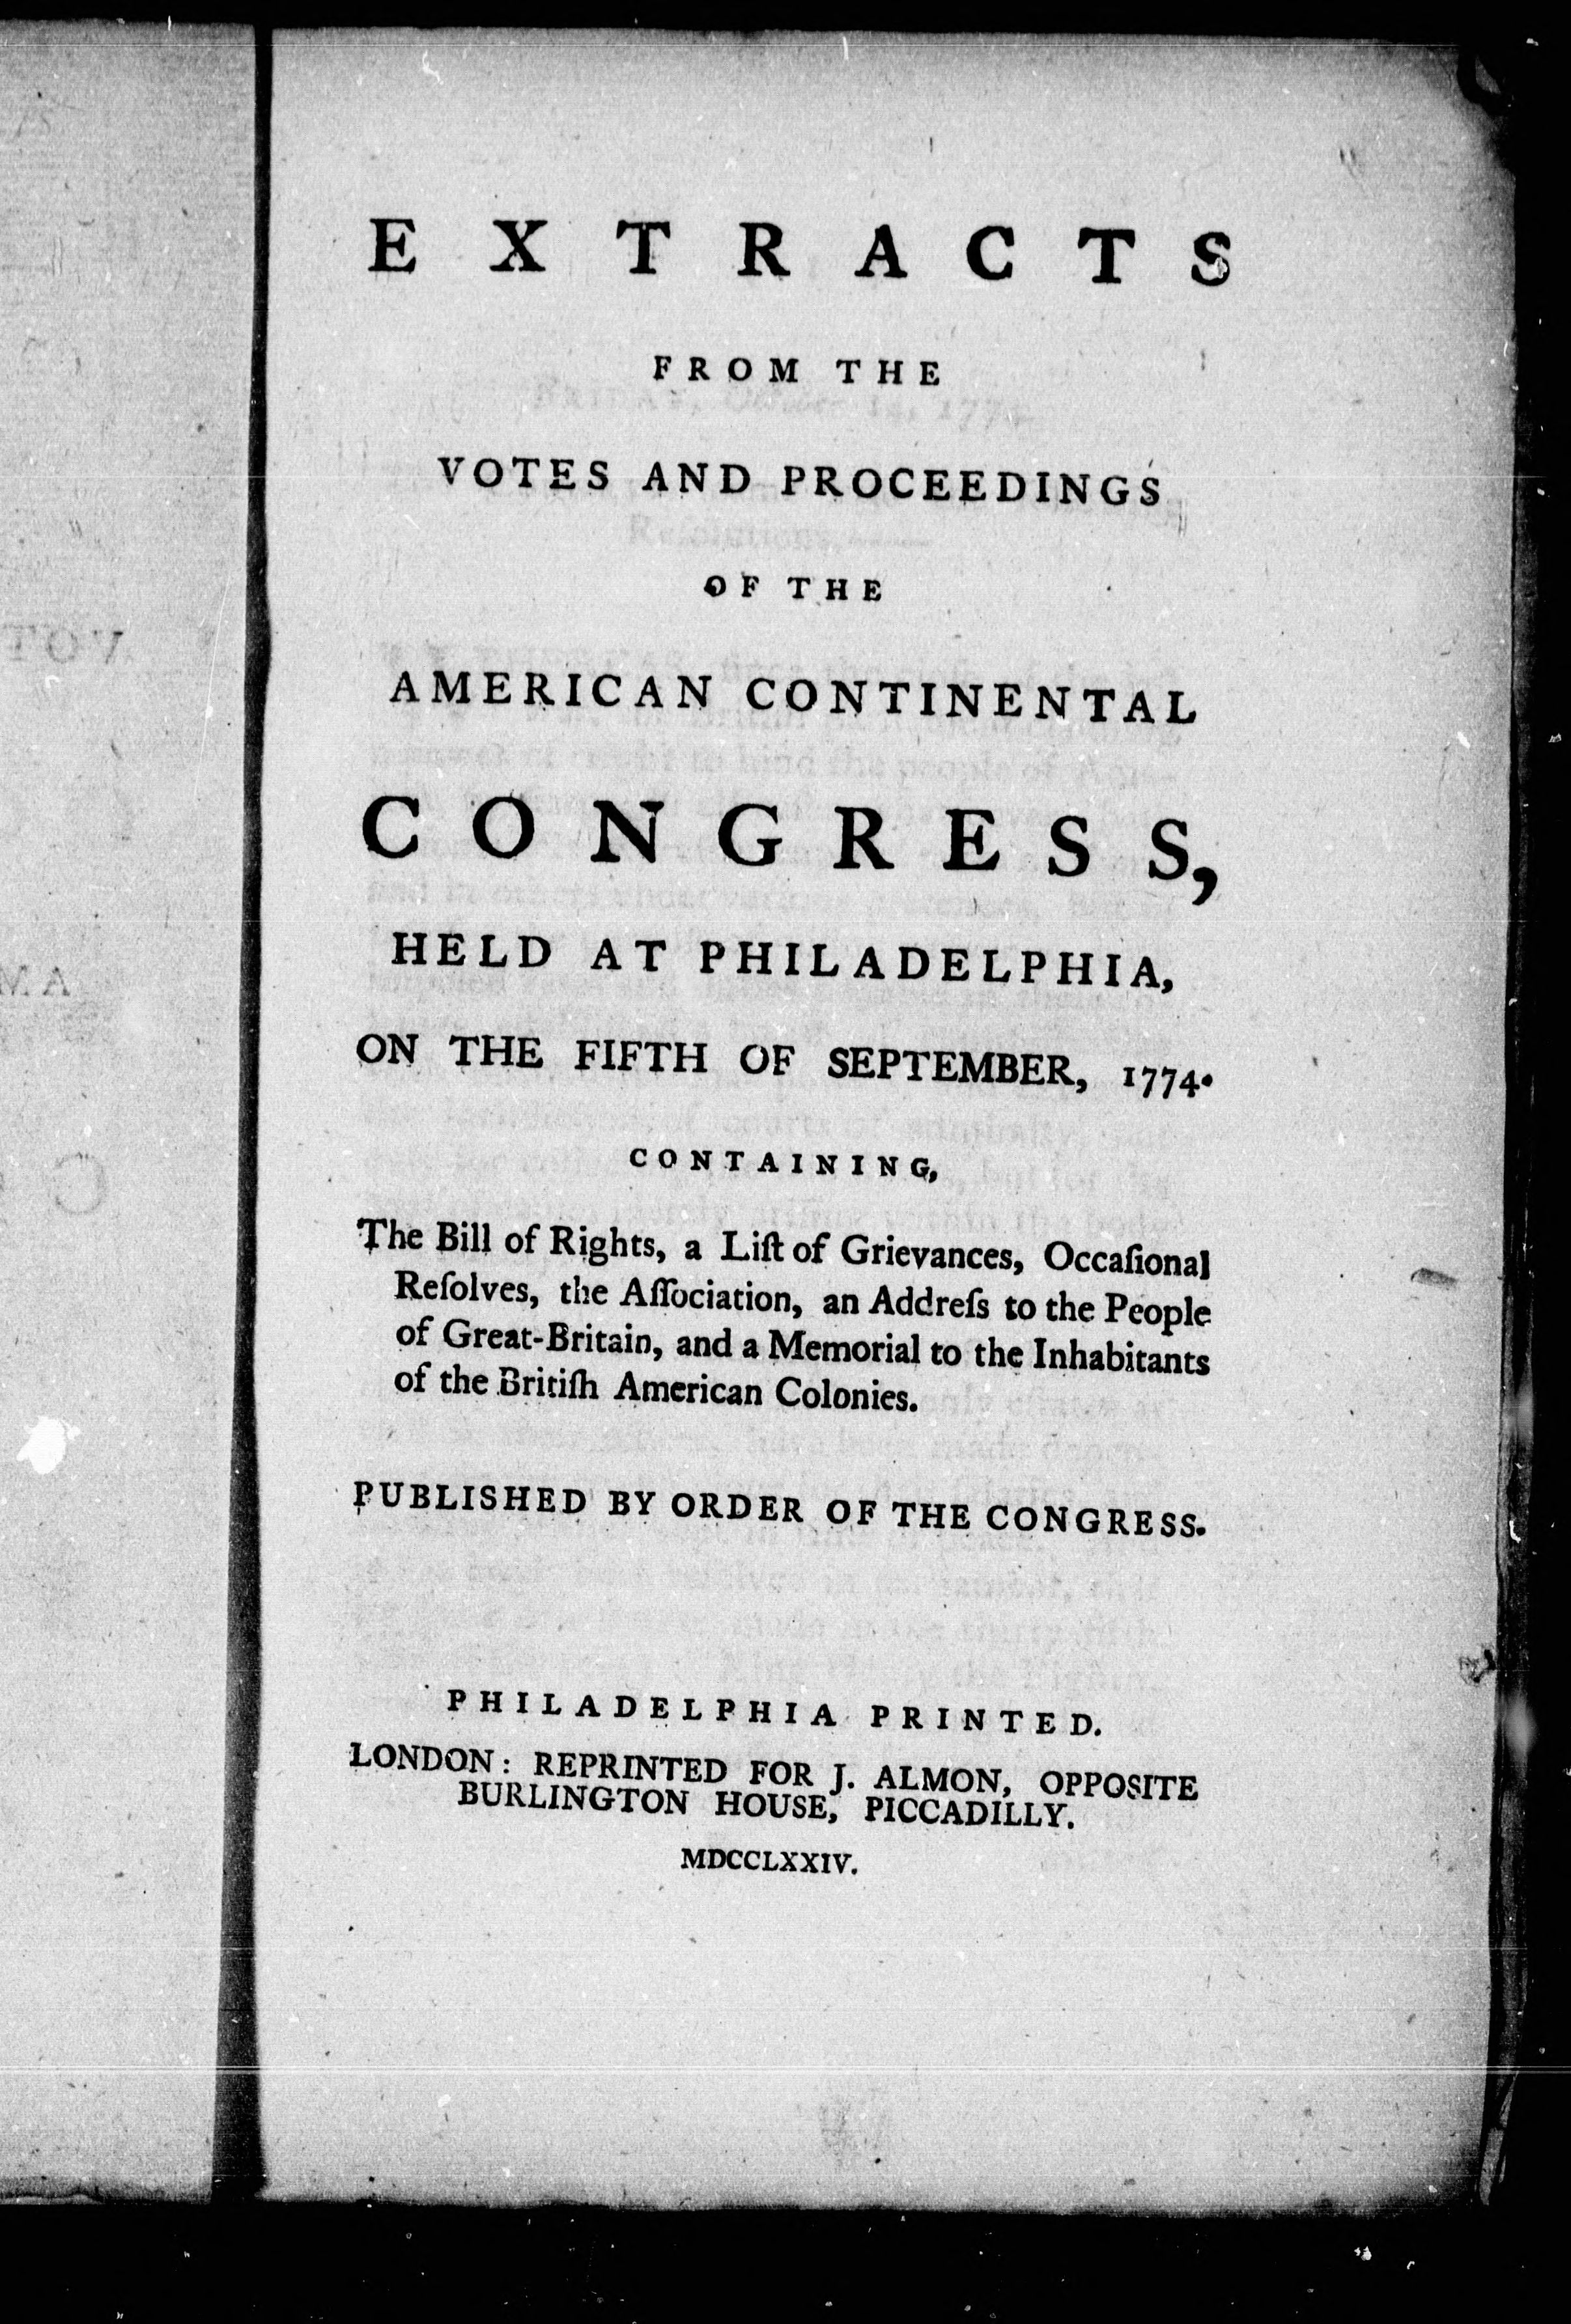 EXTRACTS
FROM THE
VOTES AND PROCEEDINGS
OF THE
AMERICAN CONTINENTAL
CONGRESS,
HELD AT PHILADELPHIA,
ON THE FIFTH OF SEPTEMBER, 1774.
CONTAINING,
The Bill of Rights, a Liſt of Grievances, Occaſional
Reſolves, the Aſſociation, an Addreſs to the People
of Great-Britain, and a Memorial to the Inhabitants
of the Britiſh American Colonies.
PUBLISHED BY ORDER OF THE CONGRESS.
PHILADELPHIA PRINTED.
LONDON: REPRINTED FOR J. ALMON, OPPOSITE
BURLINGTON HOUSE, PICCADILLY.
MDCCLXXIV.